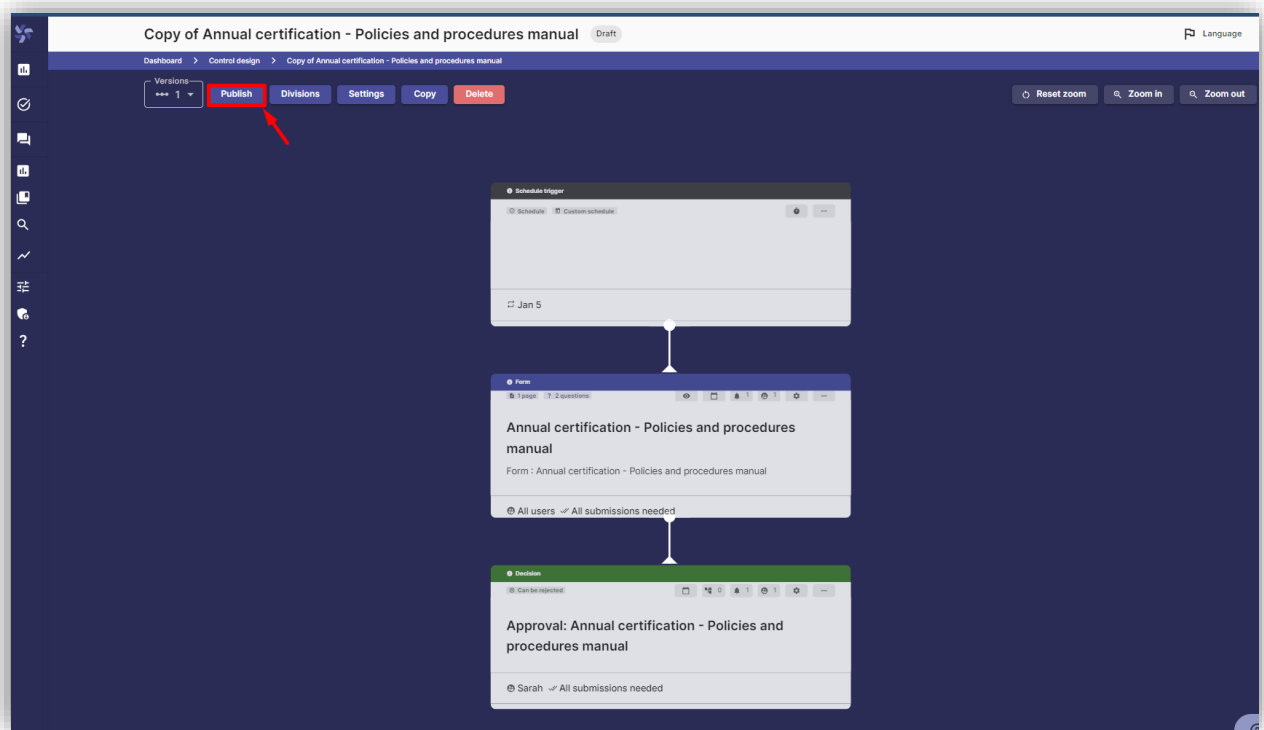 Copy of Annual certification - Policies and procedures manual Draft
Language
Dashboard > Control design > Copy of Annual certification - Policies and procedures manual
Versions
1
Publish Divisions Settings Copy Delete
Reset zoom Zoom in Zoom out
Schedule trigger
Schedule Custom schedule
Jan 5
Form
1 page ? 2 questions 1 1
Annual certification - Policies and procedures
manual
Form : Annual certification - Policies and procedures manual
All users All submissions needed
Decision
Can be rejected 0 1 1
Approval: Annual certification - Policies and
procedures manual
Sarah All submissions needed
?